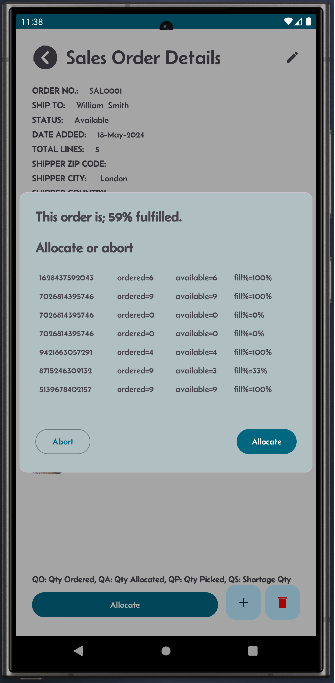 11:38
Sales Order Details
ORDER NO.: SAL0001
SHIP TO: William Smith
STATUS: Available
DATE ADDED: 18-May-2024
TOTAL LINES: 5
SHIPPER ZIP CODE:
SHIPPER CITY: London
SHIPPER COUNTRY:
This order is; 59% fulfilled.
Allocate or abort
1628437592043 ordered=6 available=6 fill%=100%
7026814395746 ordered=9 available=9 fill%=100%
7026814395746 ordered=0 available=0 fill%=0%
7026814395746 ordered=0 available=0 fill%=0%
9421663057291 ordered=4 available=4 fill%=100%
8715246309132 ordered=9 available=3 fill%=33%
5139678402157 ordered=9 available=9 fill%=100%
Abort Allocate
QO: Qty Ordered, QA: Qty Allocated, QP: Qty Picked, QS: Shortage Qty
Allocate +